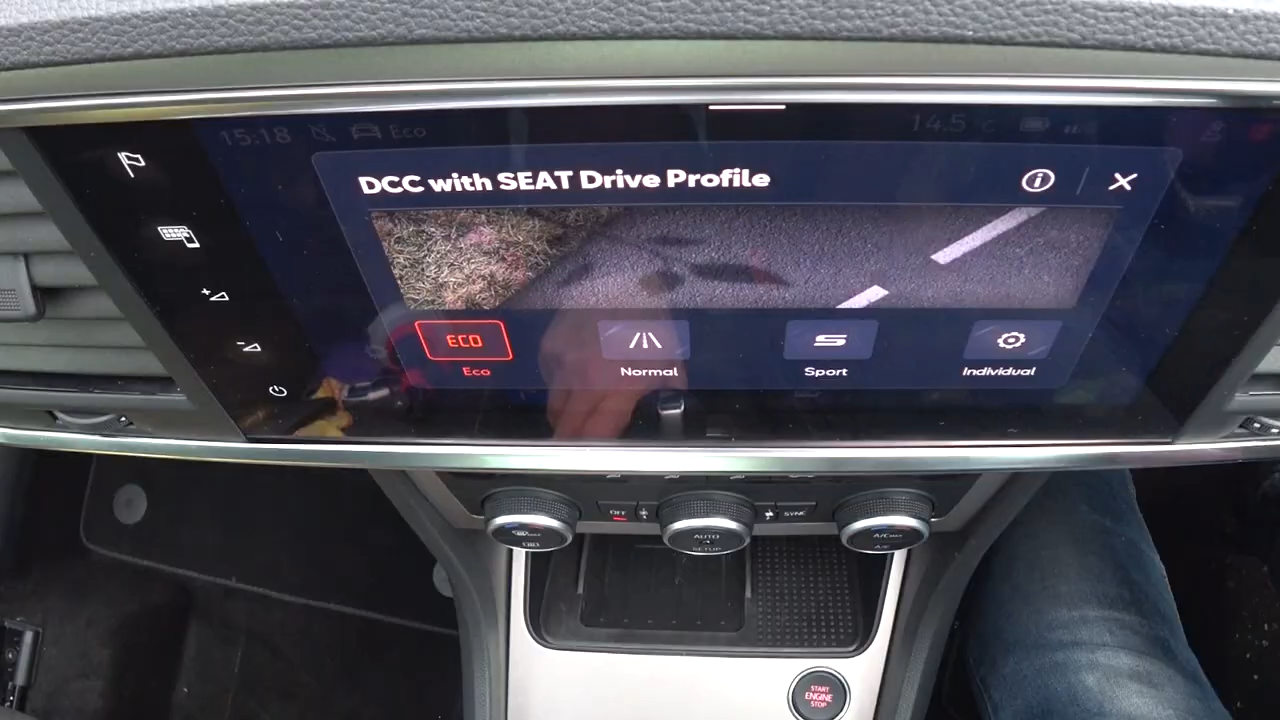 15:18 Eco 14.5 °C
DCC with SEAT Drive Profile
ECO
Eco
Normal
Sport
Individual
OFF
SYNC
AUTO
SETUP
A/C MAX
START
ENGINE
STOP